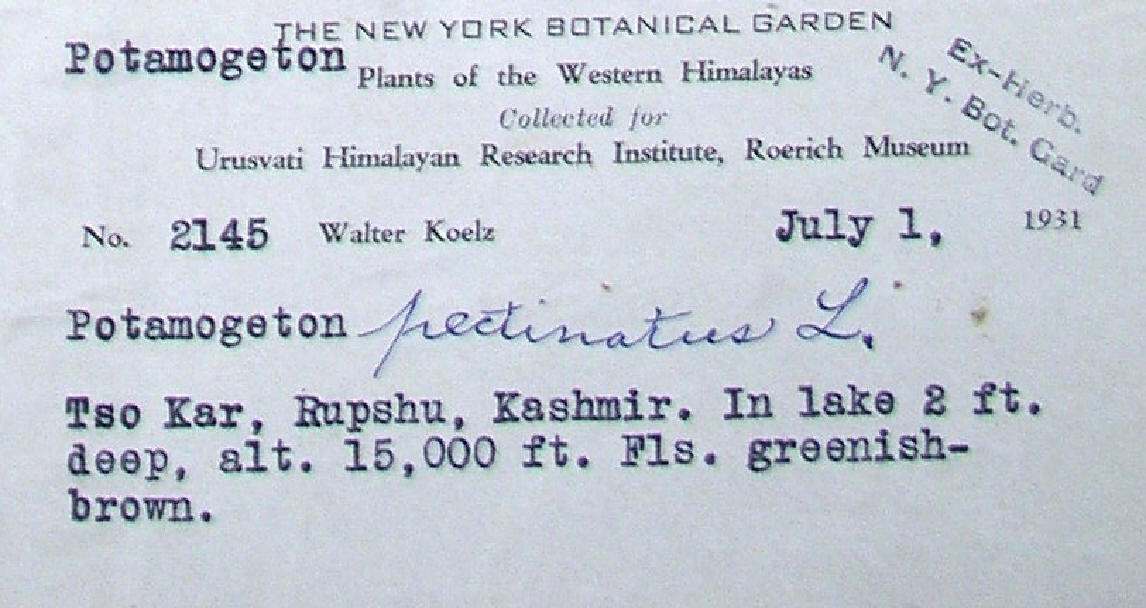 THE NEW YORK BOTANICAL GARDEN
Potamogeton
Plants of the Western Himalayas
Collected for
Urusvati Himalayan Research Institute, Roerich Museum
Ex-Herb.
N. Y. Bot. Gard
No. 2145 Walter Koelz July 1, 1931
Potamogeton pectinatus L.
Tso Kar, Rupshu, Kashmir. In lake 2 ft.
deep, alt. 15,000 ft. Fls. greenish-
brown.